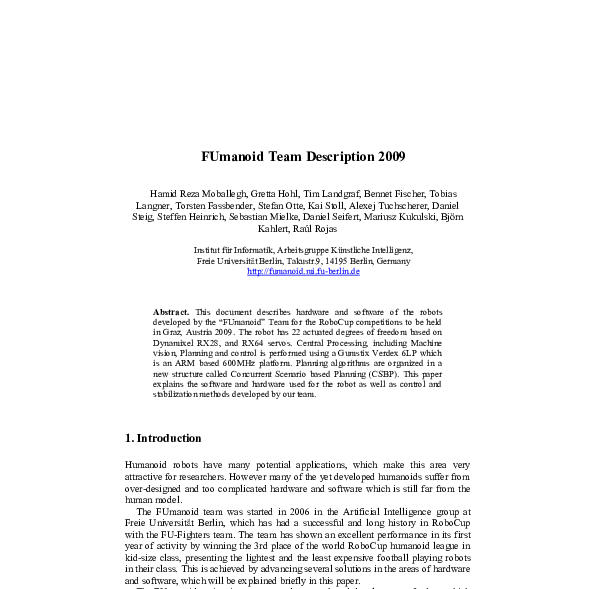 FUmanoid Team Description 2009
Hamid Reza Moballegh, Gretta Hohl, Tim Landgraf, Bennet Fischer, Tobias
Langner, Torsten Fassbender, Stefan Otte, Kai Stoll, Alexej Tuchscherer, Daniel
Steig, Steffen Heinrich, Sebastian Mielke, Daniel Seifert, Mariusz Kukulski, Björn
Kahlert, Raúl Rojas
Institut für Informatik, Arbeitsgruppe Künstliche Intelligenz,
Freie Universität Berlin, Takustr.9, 14195 Berlin, Germany
http://fumanoid.mi.fu-berlin.de
Abstract. This document describes hardware and software of the robots
developed by the “FUmanoid” Team for the RoboCup competitions to be held
in Graz, Austria 2009. The robot has 22 actuated degrees of freedom based on
Dynamixel RX28, and RX64 servos. Central Processing, including Machine
vision, Planning and control is performed using a Gumstix Verdex 6LP which
is an ARM based 600MHz platform. Planning algorithms are organized in a
new structure called Concurrent Scenario based Planning (CSBP). This paper
explains the software and hardware used for the robot as well as control and
stabilization methods developed by our team.
1. Introduction
Humanoid robots have many potential applications, which make this area very
attractive for researchers. However many of the yet developed humanoids suffer from
over-designed and too complicated hardware and software which is still far from the
human model.
The FUmanoid team was started in 2006 in the Artificial Intelligence group at
Freie Universität Berlin, which has had a successful and long history in RoboCup
with the FU-Fighters team. The team has shown an excellent performance in its first
year of activity by winning the 3rd place of the world RoboCup humanoid league in
kid-size class, presenting the lightest and the least expensive football playing robots
in their class. This is achieved by advancing several solutions in the areas of hardware
and software, which will be explained briefly in this paper.